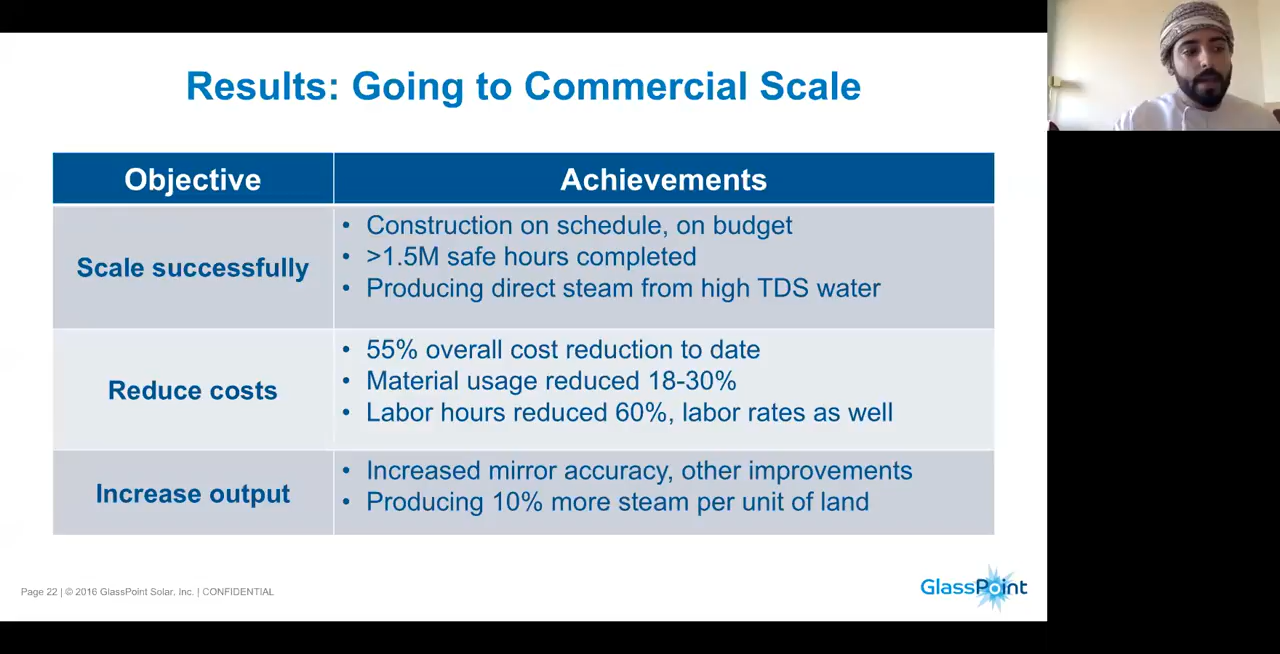 Results: Going to Commercial Scale
Objective
Achievements
Scale successfully
• Construction on schedule, on budget
• >1.5M safe hours completed
• Producing direct steam from high TDS water
Reduce costs
• 55% overall cost reduction to date
• Material usage reduced 18-30%
• Labor hours reduced 60%, labor rates as well
Increase output
• Increased mirror accuracy, other improvements
• Producing 10% more steam per unit of land
Page 22 | © 2016 GlassPoint Solar, Inc. | CONFIDENTIAL
GlassPoint